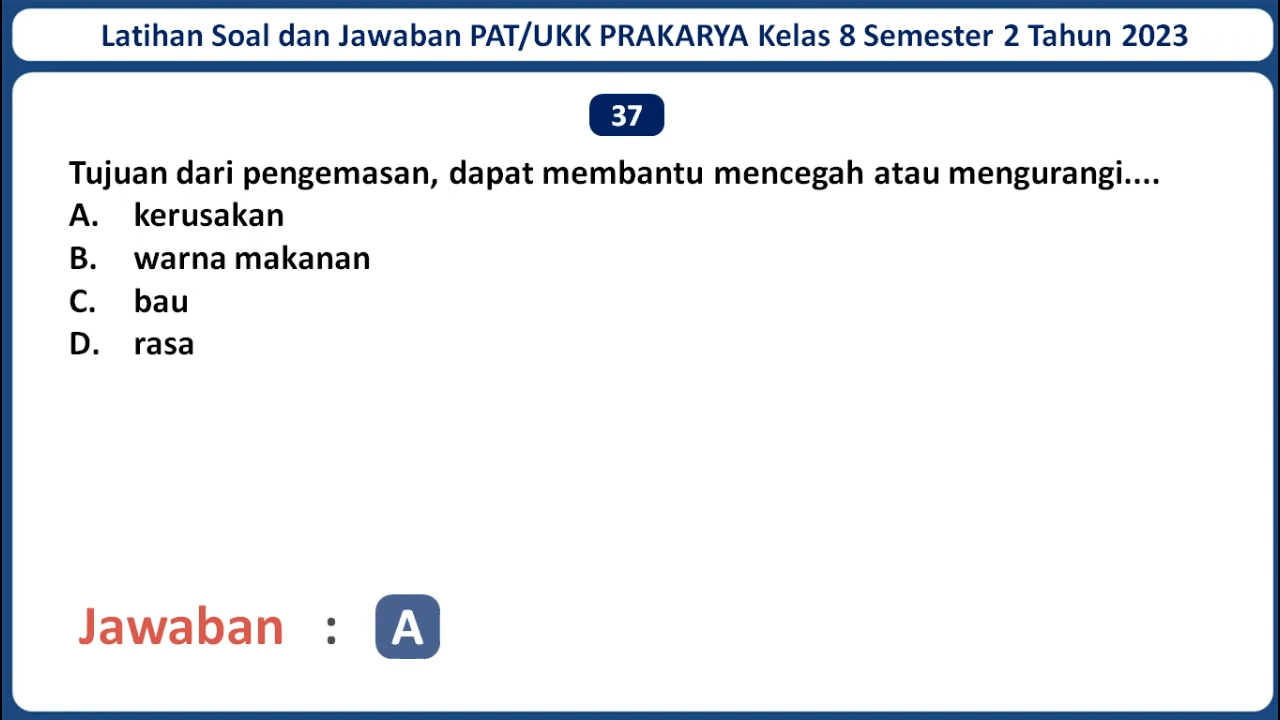 Latihan Soal dan Jawaban PAT/UKK PRAKARYA Kelas 8 Semester 2 Tahun 2023
37
Tujuan dari pengemasan, dapat membantu mencegah atau mengurangi....
A. kerusakan
B. warna makanan
C. bau
D. rasa
Jawaban : A